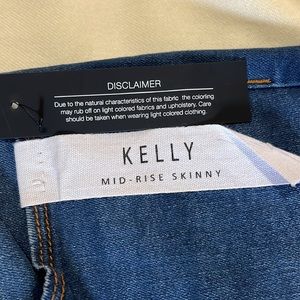 DISCLAIMER
Due to the natural characteristics of this fabric the coloring
may rub off on light colored fabrics and upholstery. Care
should be taken when wearing light colored clothing.
KELLY
MID-RISE SKINNY